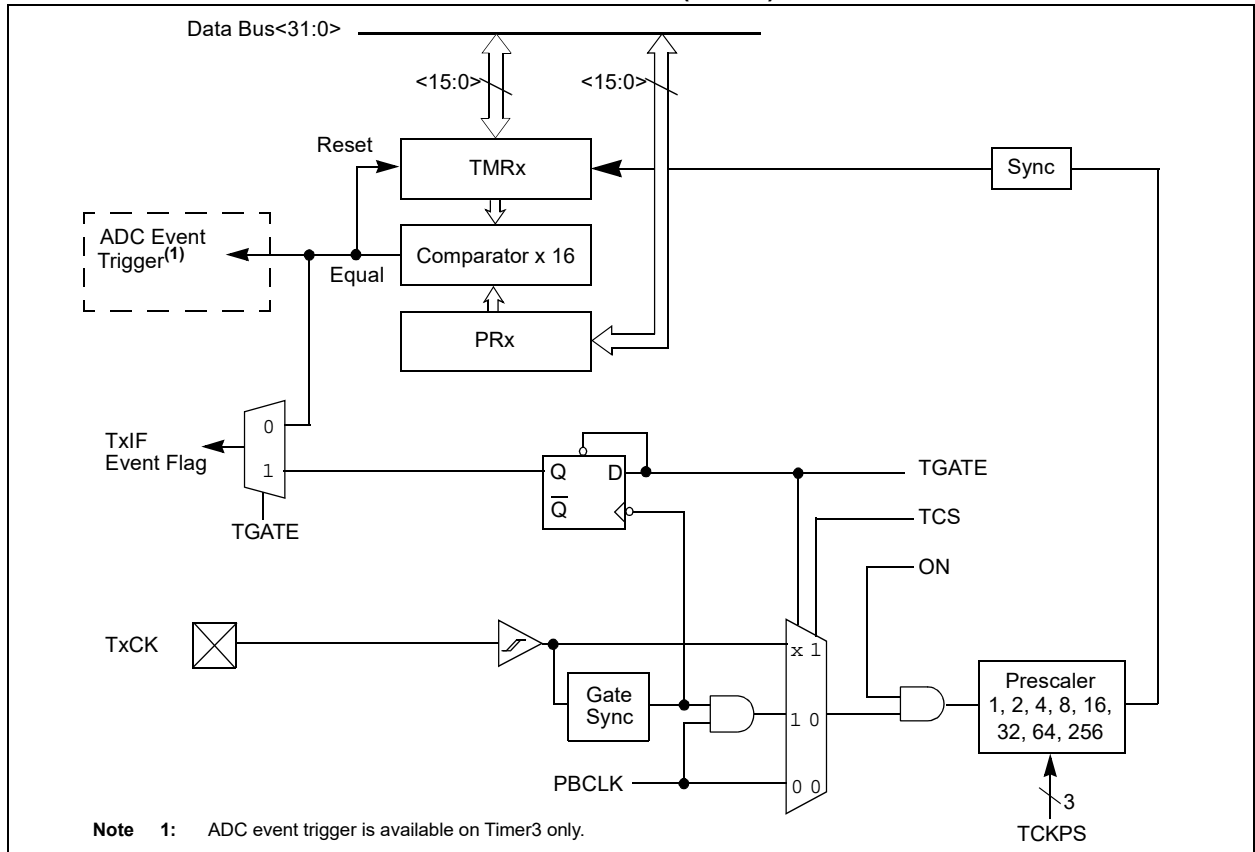 Data Bus<31:0>
<15:0>
<15:0>
Reset
TMRx
Sync
ADC Event
Trigger(1)
Equal
Comparator x 16
PRx
0
1
TxIF
Event Flag
TGATE
Q
D
Q
TGATE
TCS
ON
TxCK
x 1
Gate
Sync
1 0
Prescaler
1, 2, 4, 8, 16,
32, 64, 256
PBCLK
0 0
3
TCKPS
Note 1: ADC event trigger is available on Timer3 only.